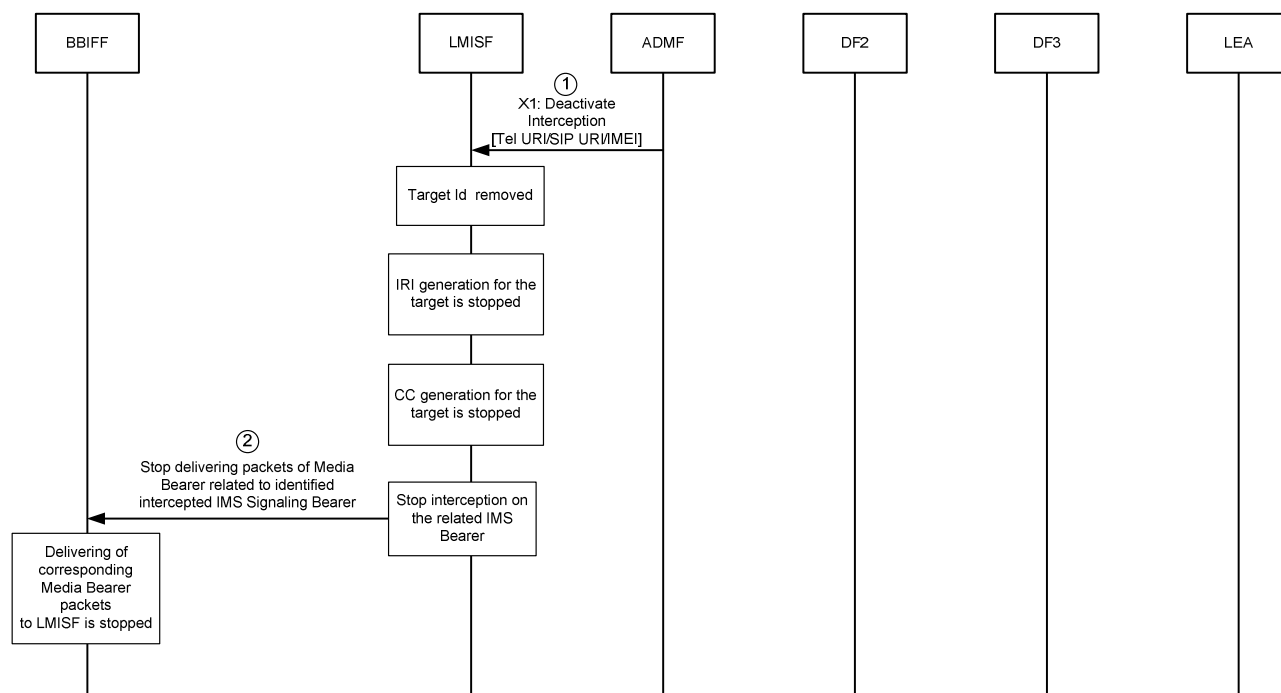 BBIFF
LMISF
ADMF
DF2
DF3
LEA
1
X1: Deactivate
Interception
[Tel URI/SIP URI/IMEI]
Target Id removed
IRI generation for the
target is stopped
CC generation for the
target is stopped
2
Stop delivering packets of Media
Bearer related to identified
intercepted IMS Signaling Bearer
Stop interception on
the related IMS
Bearer
Delivering of
corresponding
Media Bearer
packets
to LMISF is stopped